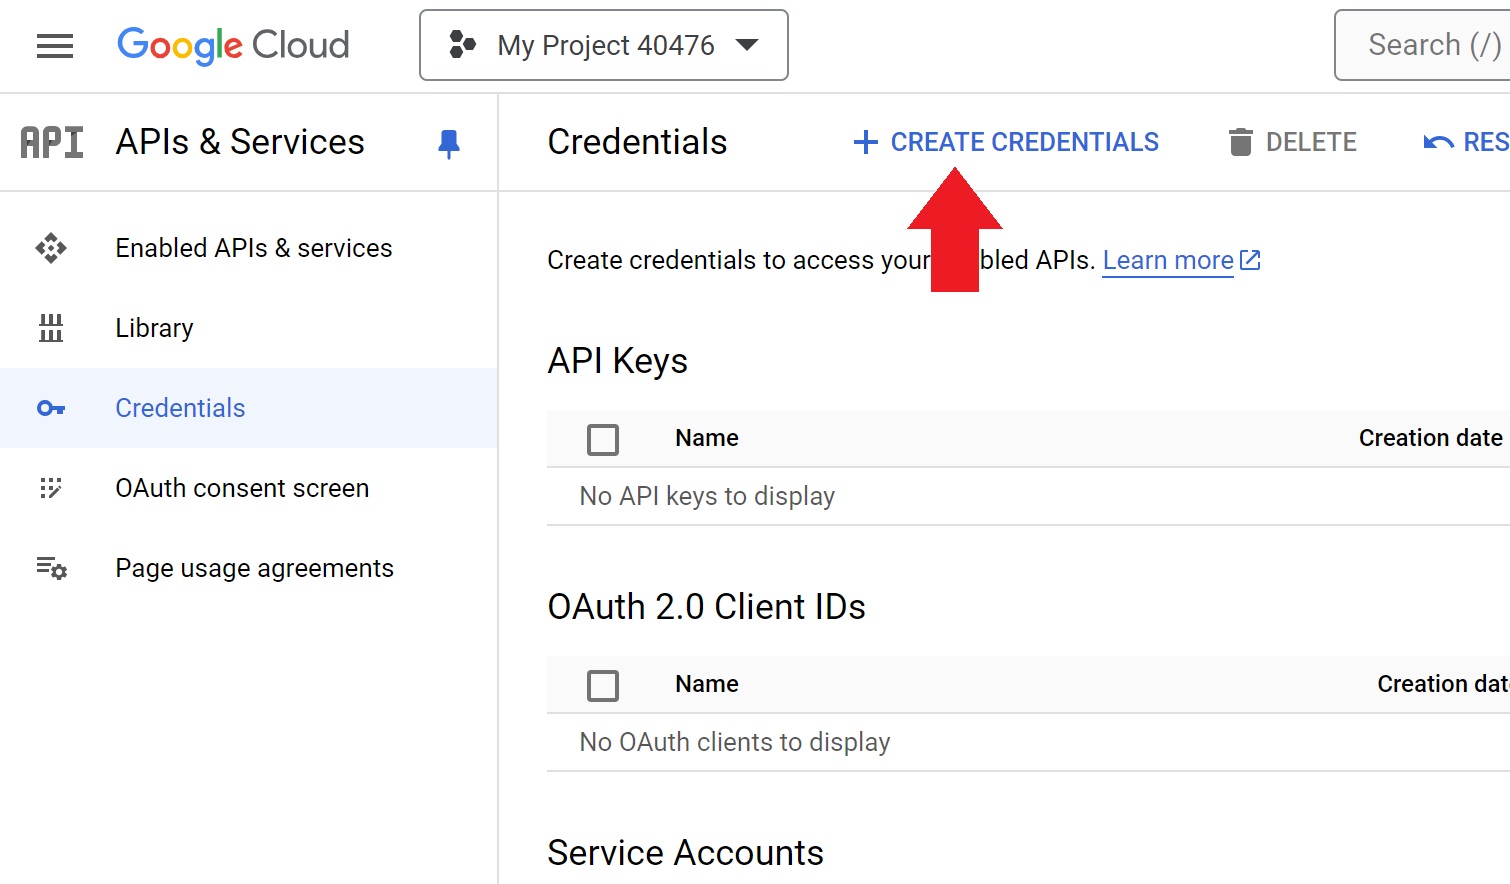 Google Cloud
My Project 40476
Search (/)
API
APIs & Services
Credentials
CREATE CREDENTIALS
DELETE
RES
Enabled APIs & services
Library
Credentials
OAuth consent screen
Page usage agreements
Create credentials to access your bled APIs. Learn more
API Keys
Name
Creation date
No API keys to display
OAuth 2.0 Client IDs
Name
Creation dat
No OAuth clients to display
Service Accounts